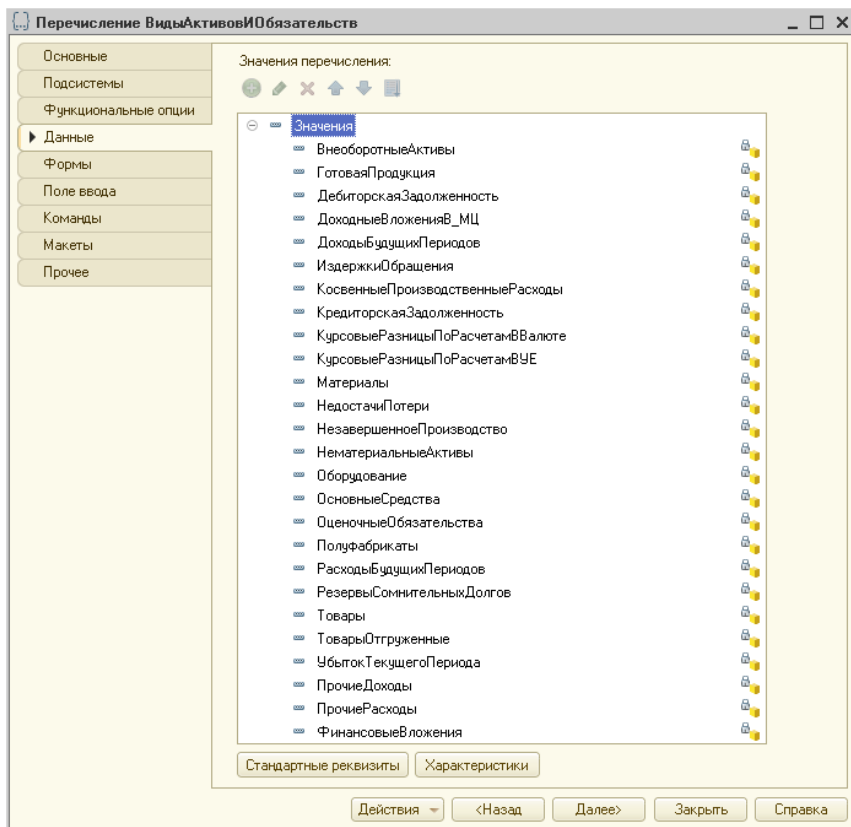 Перечисление ВидыАктивовИОбязательств
Основные
Подсистемы
Функциональные опции
Данные
Формы
Поле ввода
Команды
Макеты
Прочее
Значения перечисления:
Значения
ВнеоборотныеАктивы
ГотоваяПродукция
ДебиторскаяЗадолженность
ДоходныеВложенияВ_МЦ
ДоходыБудущихПериодов
ИздержкиОбращения
КосвенныеПроизводственныеРасходы
КредиторскаяЗадолженность
КурсовыеРазницыПоРасчетамВВалюте
КурсовыеРазницыПоРасчетамВУЕ
Материалы
НедостачиПотери
НезавершенноеПроизводство
НематериальныеАктивы
Оборудование
ОсновныеСредства
ОценочныеОбязательства
Полуфабрикаты
РасходыБудущихПериодов
РезервыСомнительныхДолгов
Товары
ТоварыОтгруженные
УбытокТекущегоПериода
ПрочиеДоходы
ПрочиеРасходы
ФинансовыеВложения
Стандартные реквизиты Характеристики
Действия <Назад Далее> Закрыть Справка